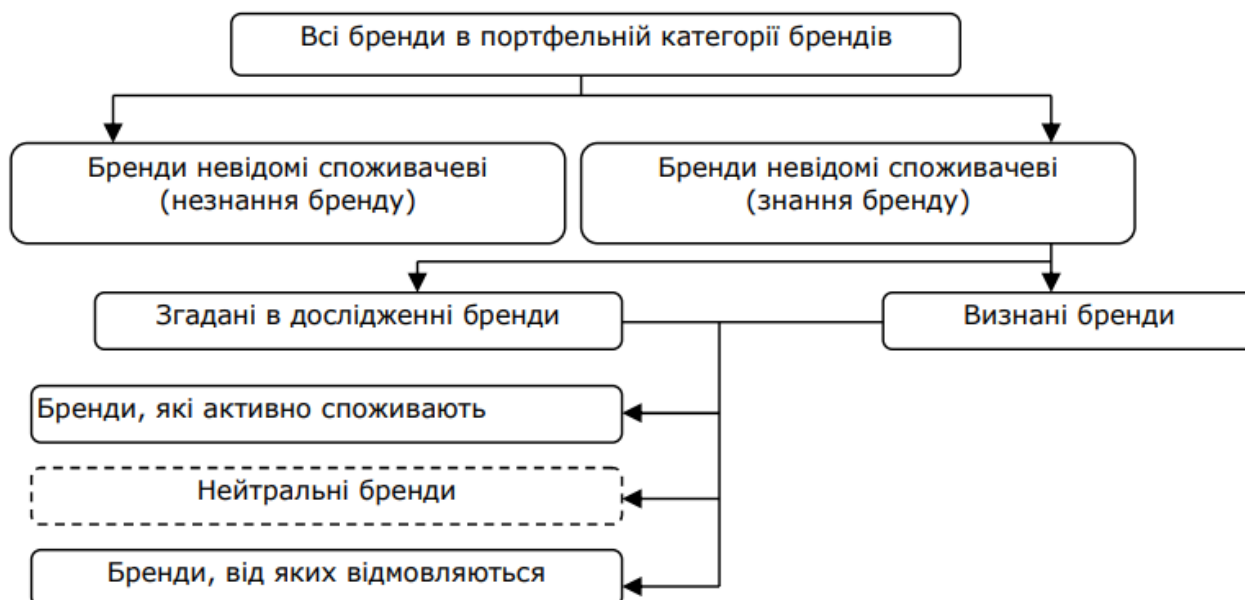 Всі бренди в портфельній категорії брендів
Бренди невідомі споживачеві
(незнання бренду)
Бренди невідомі споживачеві
(знання бренду)
Згадані в дослідженні бренди
Визнані бренди
Бренди, які активно споживають
Нейтральні бренди
Бренди, від яких відмовляються